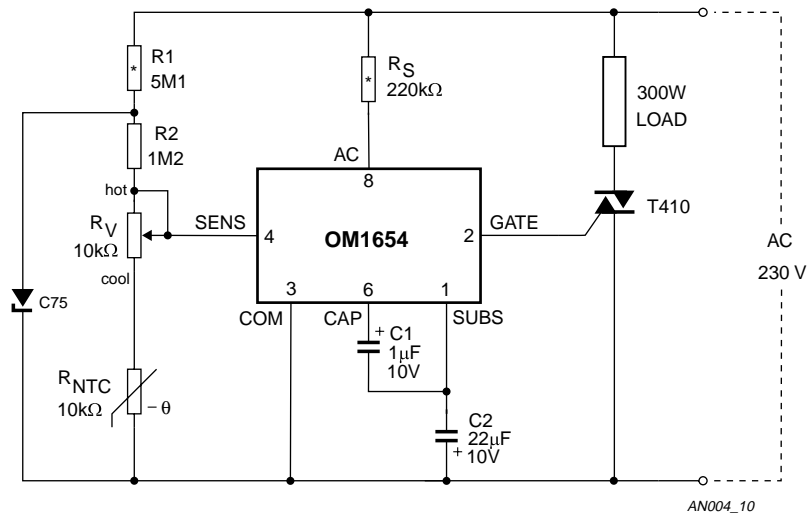 R1
5M1
*
R2
1M2
hot
RV
10kΩ
cool
C75
RNTC
10kΩ
−θ
*
RS
220kΩ
AC
8
SENS
4
OM1654
2
GATE
3
6
1
COM
CAP
SUBS
+
C1
1μF
10V
C2
22μF
+
10V
300W
LOAD
T410
AC
230 V
AN004_10